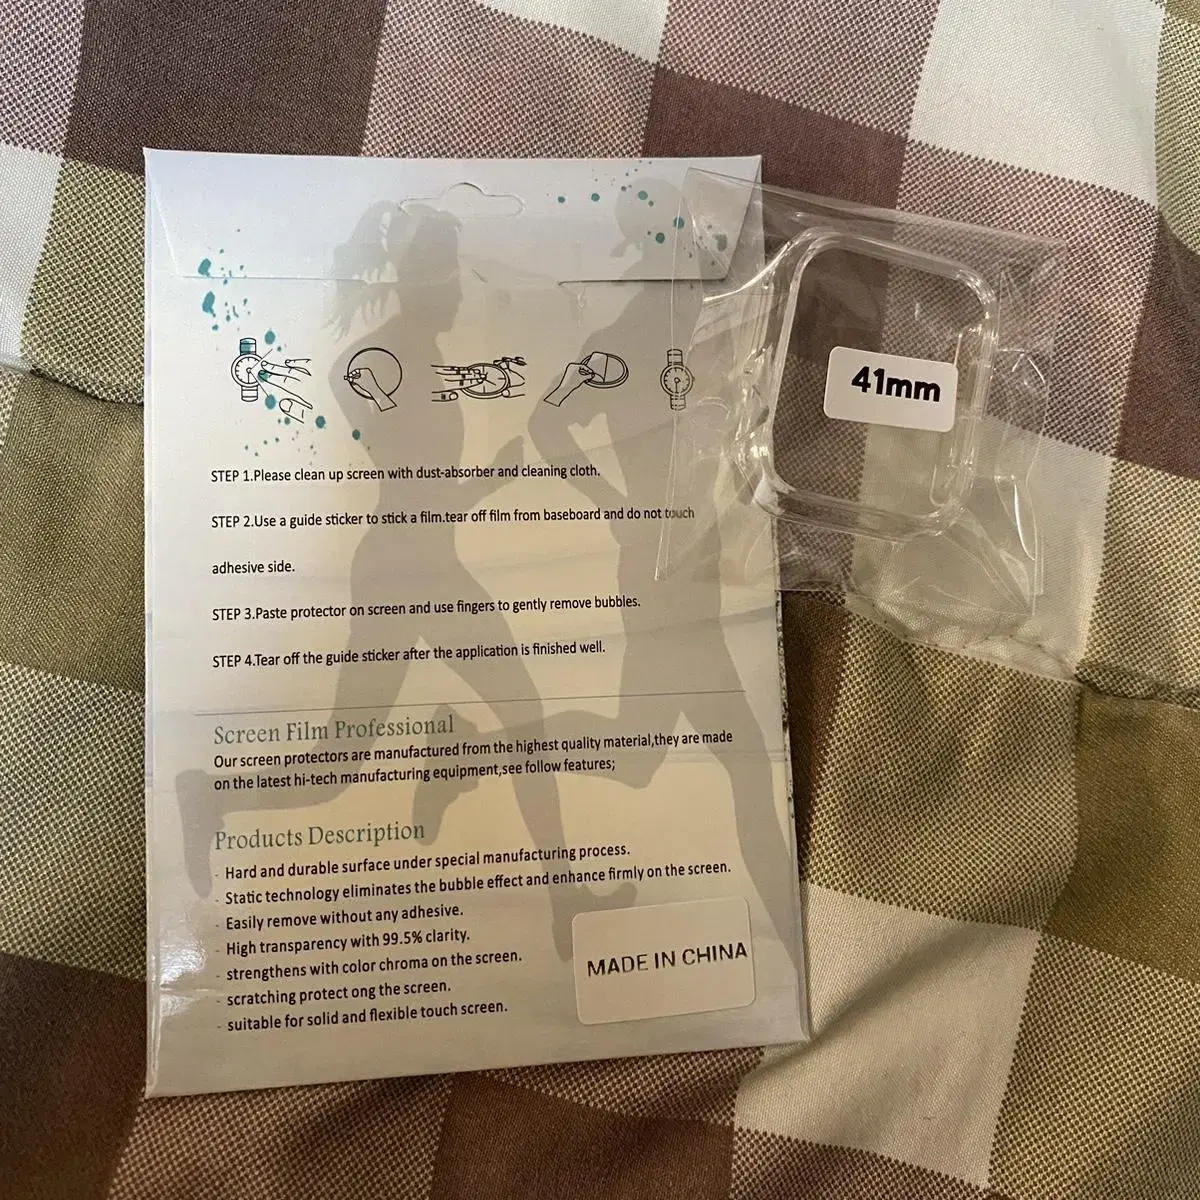 41mm
STEP 1.Please clean up screen with dust-absorber and cleaning cloth.
STEP 2.Use a guide sticker to stick a film.tear off film from baseboard and do not touch
adhesive side.
STEP 3.Paste protector on screen and use fingers to gently remove bubbles.
STEP 4.Tear off the guide sticker after the application is finished well.
Screen Film Professional
Our screen protectors are manufactured from the highest quality material,they are made
on the latest hi-tech manufacturing equipment,see follow features;
Products Description
- Hard and durable surface under special manufacturing process.
- Static technology eliminates the bubble effect and enhance firmly on the screen.
- Easily remove without any adhesive.
- High transparency with 99.5% clarity.
- strengthens with color chroma on the screen.
- scratching protect ong the screen.
- suitable for solid and flexible touch screen.
MADE IN CHINA